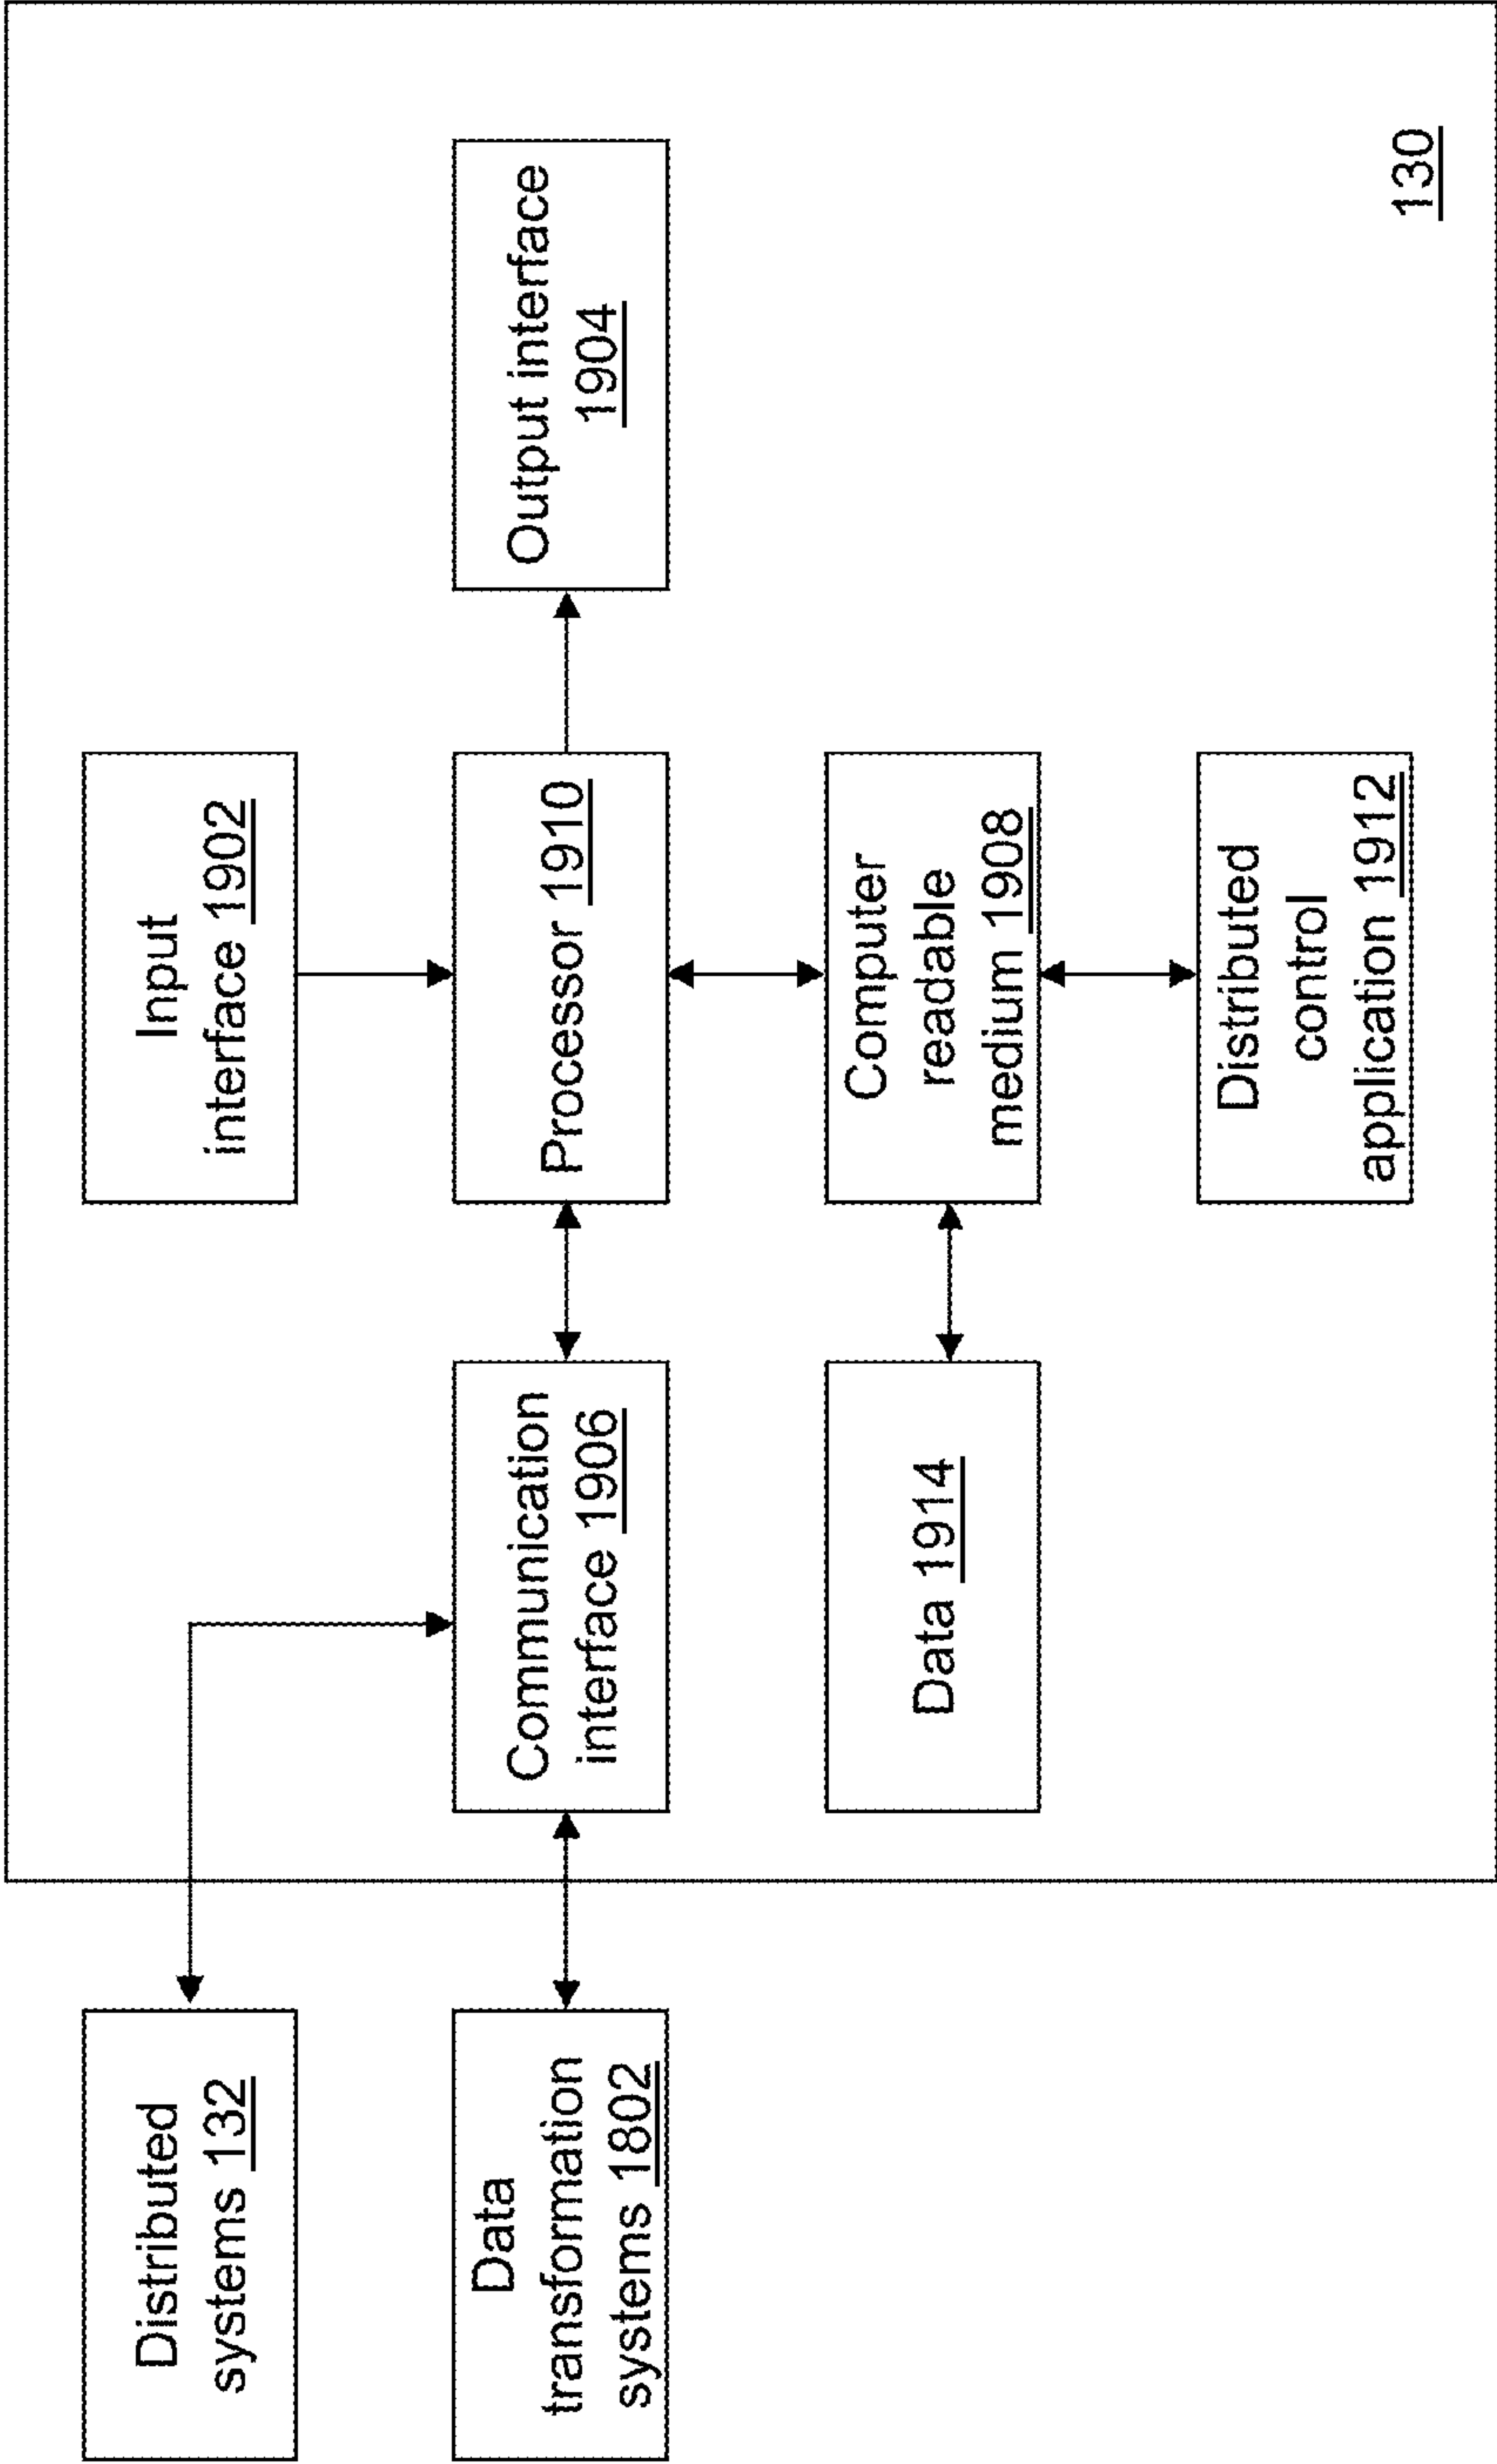 Distributed
systems 132
Input
interface 1902
Data
transformation
systems 1802
Communication
interface 1906
Processor 1910
Output interface
1904
Data 1914
Computer
readable
medium 1908
Distributed
control
application 1912
130